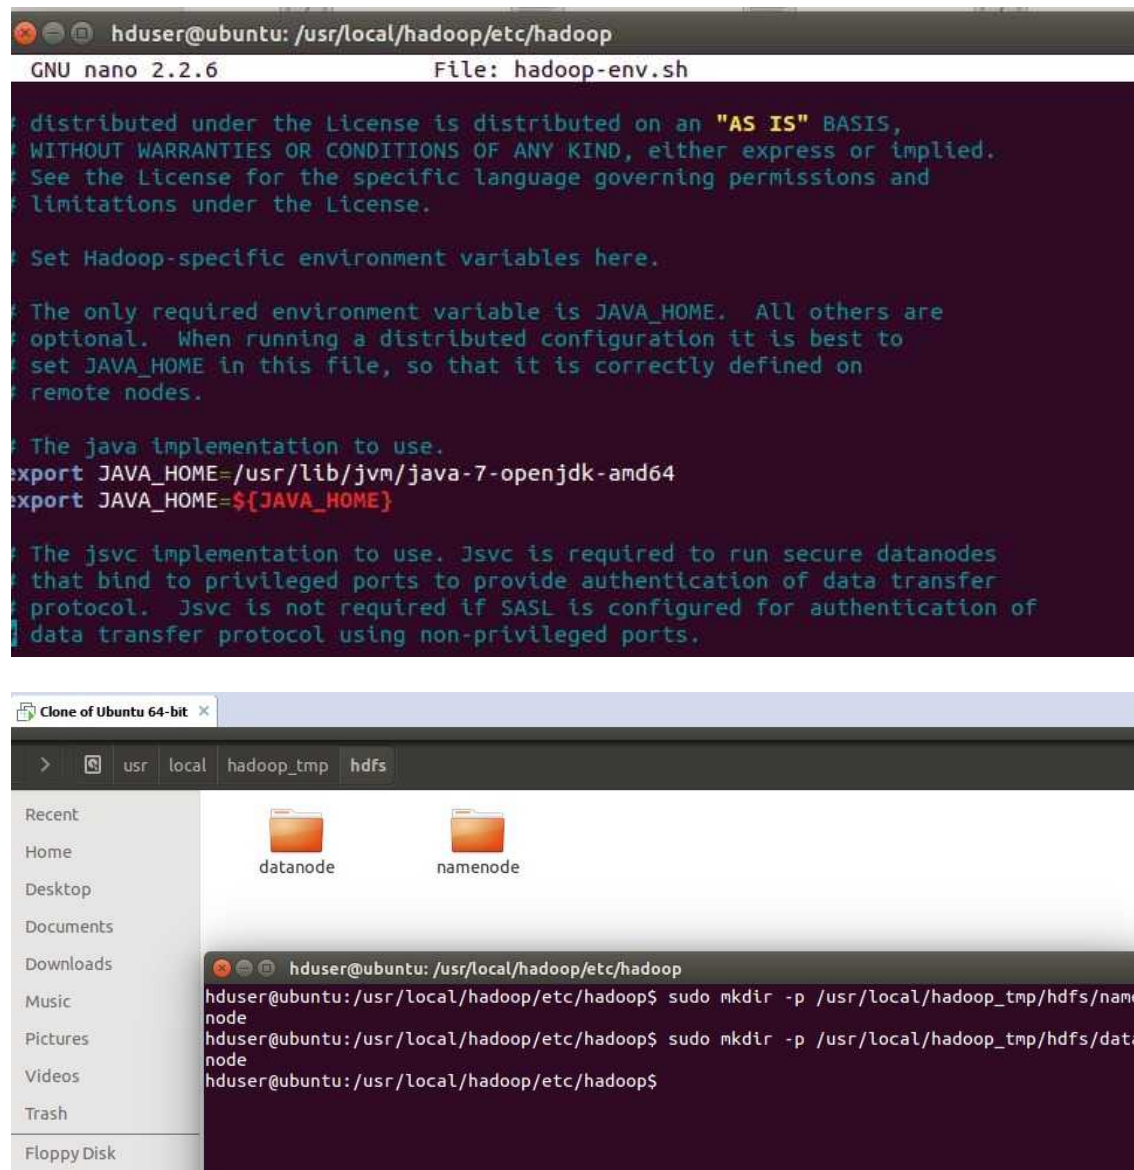 hduser@ubuntu: /usr/local/hadoop/etc/hadoop
GNU nano 2.2.6 File: hadoop-env.sh
# distributed under the License is distributed on an "AS IS" BASIS,
# WITHOUT WARRANTIES OR CONDITIONS OF ANY KIND, either express or implied.
# See the License for the specific language governing permissions and
# limitations under the License.
# Set Hadoop-specific environment variables here.
# The only required environment variable is JAVA_HOME.  All others are
# optional.  When running a distributed configuration it is best to
# set JAVA_HOME in this file, so that it is correctly defined on
# remote nodes.
# The java implementation to use.
export JAVA_HOME=/usr/lib/jvm/java-7-openjdk-amd64
export JAVA_HOME=${JAVA_HOME}
# The jsvc implementation to use. Jsvc is required to run secure datanodes
# that bind to privileged ports to provide authentication of data transfer
# protocol.  Jsvc is not required if SASL is configured for authentication of
# data transfer protocol using non-privileged ports.
Clone of Ubuntu 64-bit ×
> usr local hadoop_tmp hdfs
Recent
Home
Desktop
Documents
Downloads
Music
Pictures
Videos
Trash
Floppy Disk
datanode namenode
hduser@ubuntu: /usr/local/hadoop/etc/hadoop
hduser@ubuntu:/usr/local/hadoop/etc/hadoop$ sudo mkdir -p /usr/local/hadoop_tmp/hdfs/name
node
hduser@ubuntu:/usr/local/hadoop/etc/hadoop$ sudo mkdir -p /usr/local/hadoop_tmp/hdfs/data
node
hduser@ubuntu:/usr/local/hadoop/etc/hadoop$